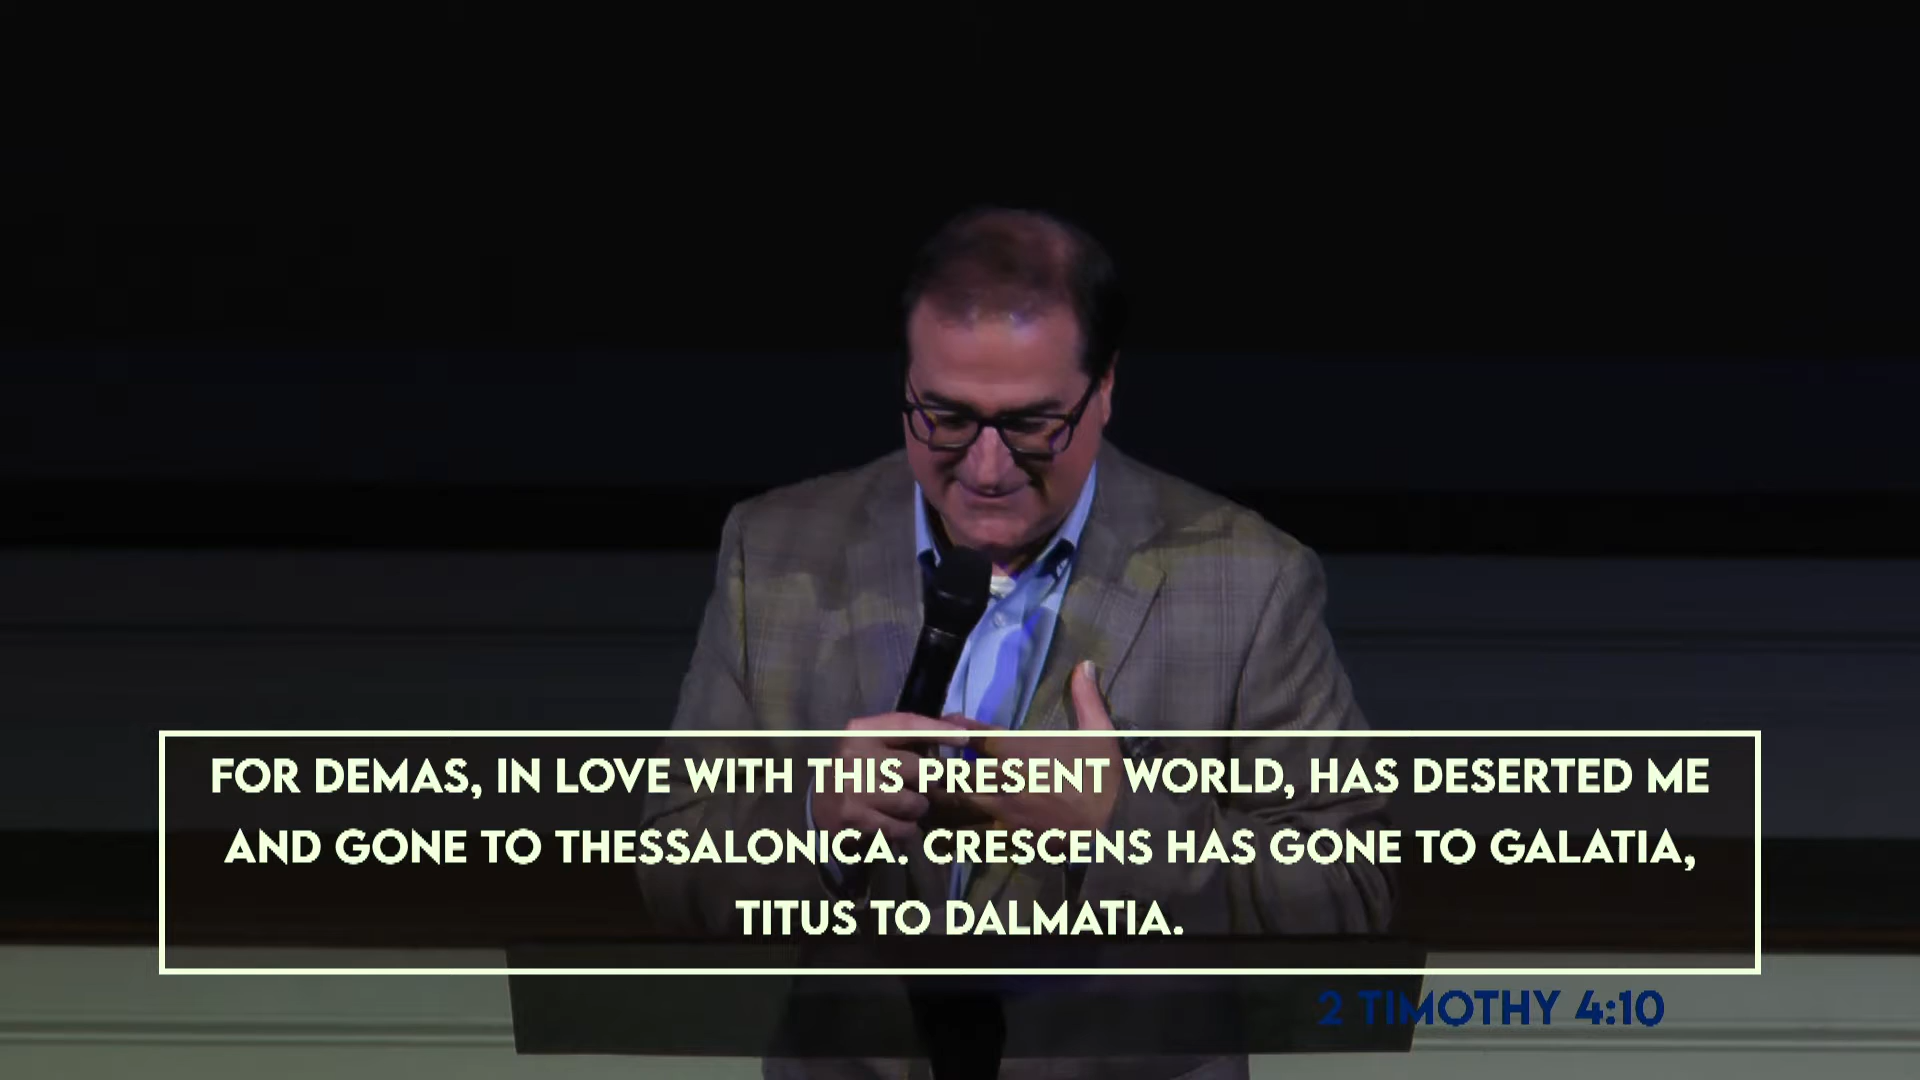 FOR DEMAS, IN LOVE WITH THIS PRESENT WORLD, HAS DESERTED ME
AND GONE TO THESSALONICA. CRESCENS HAS GONE TO GALATIA,
TITUS TO DALMATIA.
2 TIMOTHY 4:10